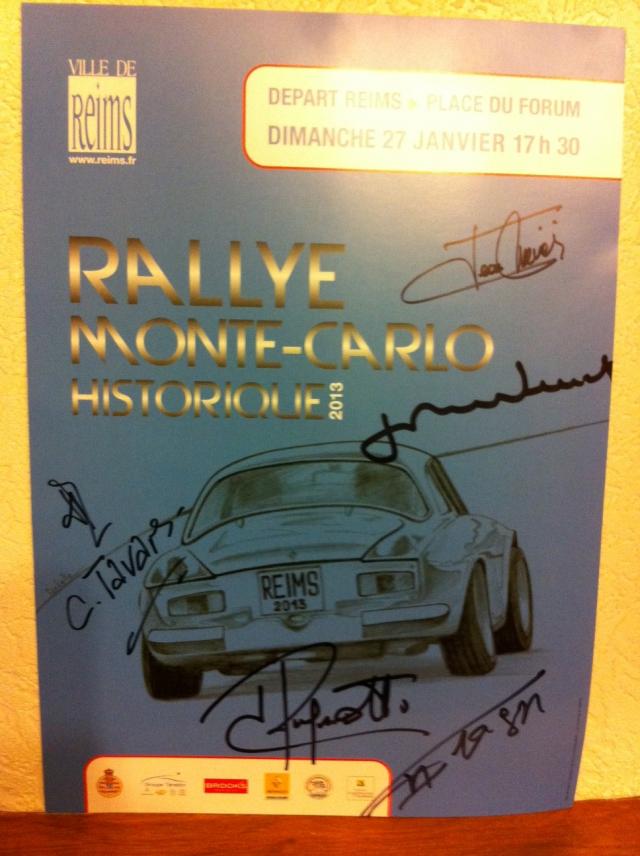 VILLE DE
Reims
www.reims.fr
DEPART REIMS ▸ PLACE DU FORUM
DIMANCHE 27 JANVIER 17 h 30
RALLYE
MONTE-CARLO
HISTORIQUE 2013
C. Tavares
REIMS
2013
BROOKS